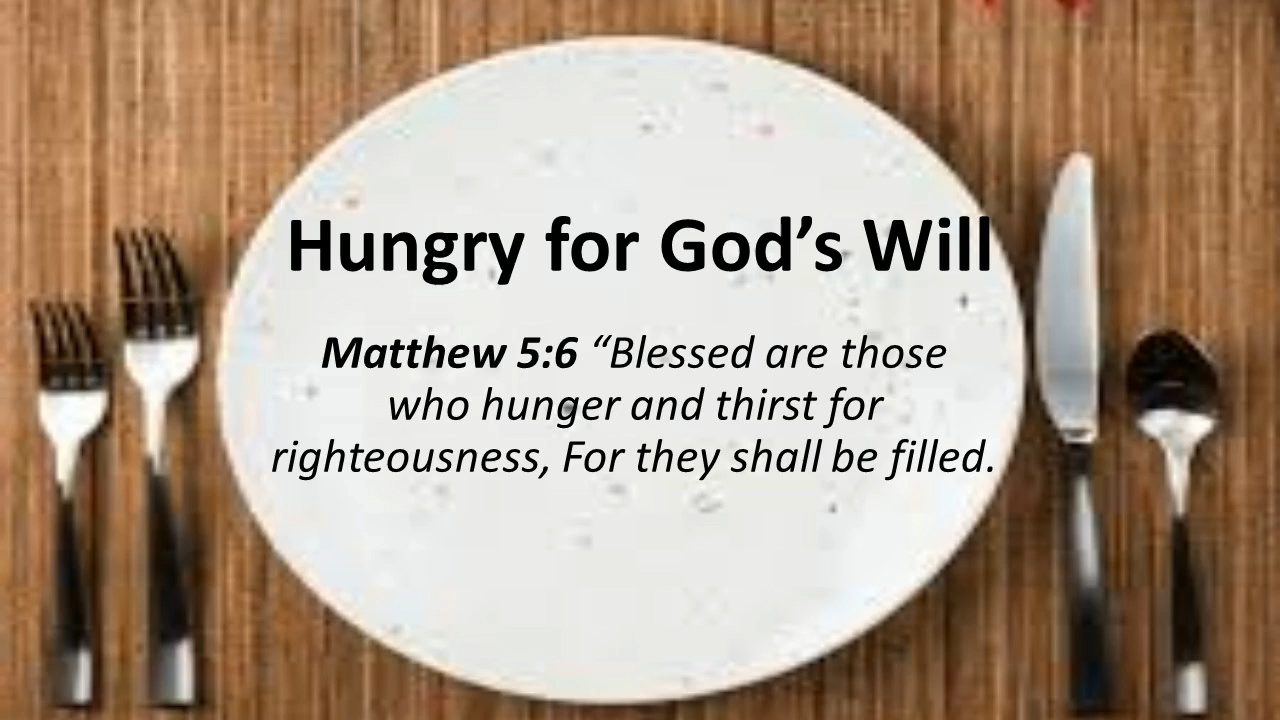 Hungry for God’s Will
Matthew 5:6 “Blessed are those
who hunger and thirst for
righteousness, For they shall be filled.